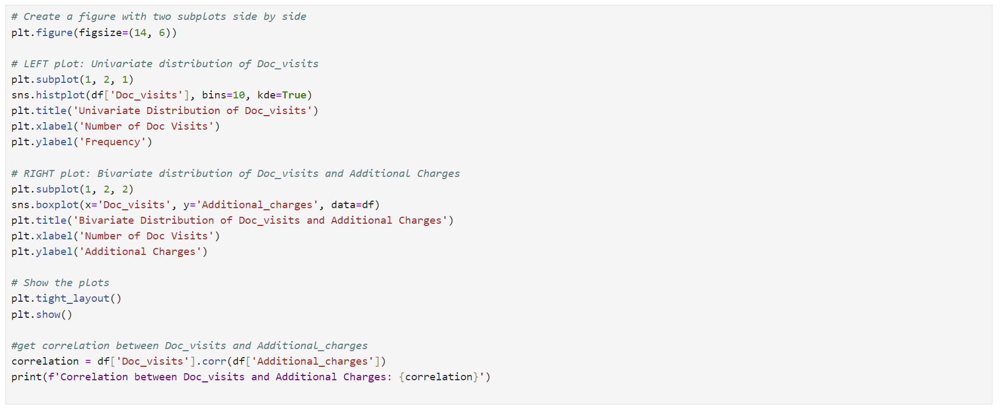 # Create a figure with two subplots side by side
plt.figure(figsize=(14, 6))
# LEFT plot: Univariate distribution of Doc_visits
plt.subplot(1, 2, 1)
sns.histplot(df['Doc_visits'], bins=10, kde=True)
plt.title('Univariate Distribution of Doc_visits')
plt.xlabel('Number of Doc Visits')
plt.ylabel('Frequency')
# RIGHT plot: Bivariate distribution of Doc_visits and Additional Charges
plt.subplot(1, 2, 2)
sns.boxplot(x='Doc_visits', y='Additional_charges', data=df)
plt.title('Bivariate Distribution of Doc_visits and Additional Charges')
plt.xlabel('Number of Doc Visits')
plt.ylabel('Additional Charges')
# Show the plots
plt.tight_layout()
plt.show()
#get correlation between Doc_visits and Additional_charges
correlation = df['Doc_visits'].corr(df['Additional_charges'])
print(f'Correlation between Doc_visits and Additional Charges: {correlation}')